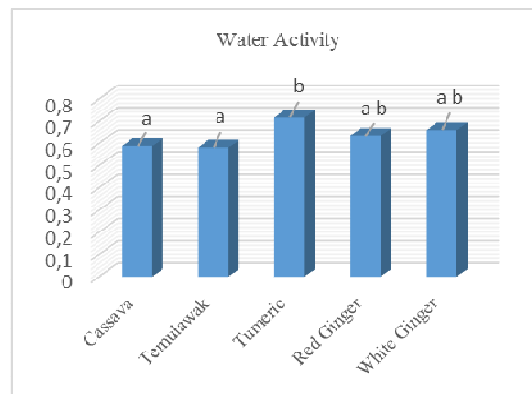 Water Activity
a a b a b a b
0,8
0,7
0,6
0,5
0,4
0,3
0,2
0,1
0
Cassava
Temulawak
Tumeric
Red Ginger
White Ginger